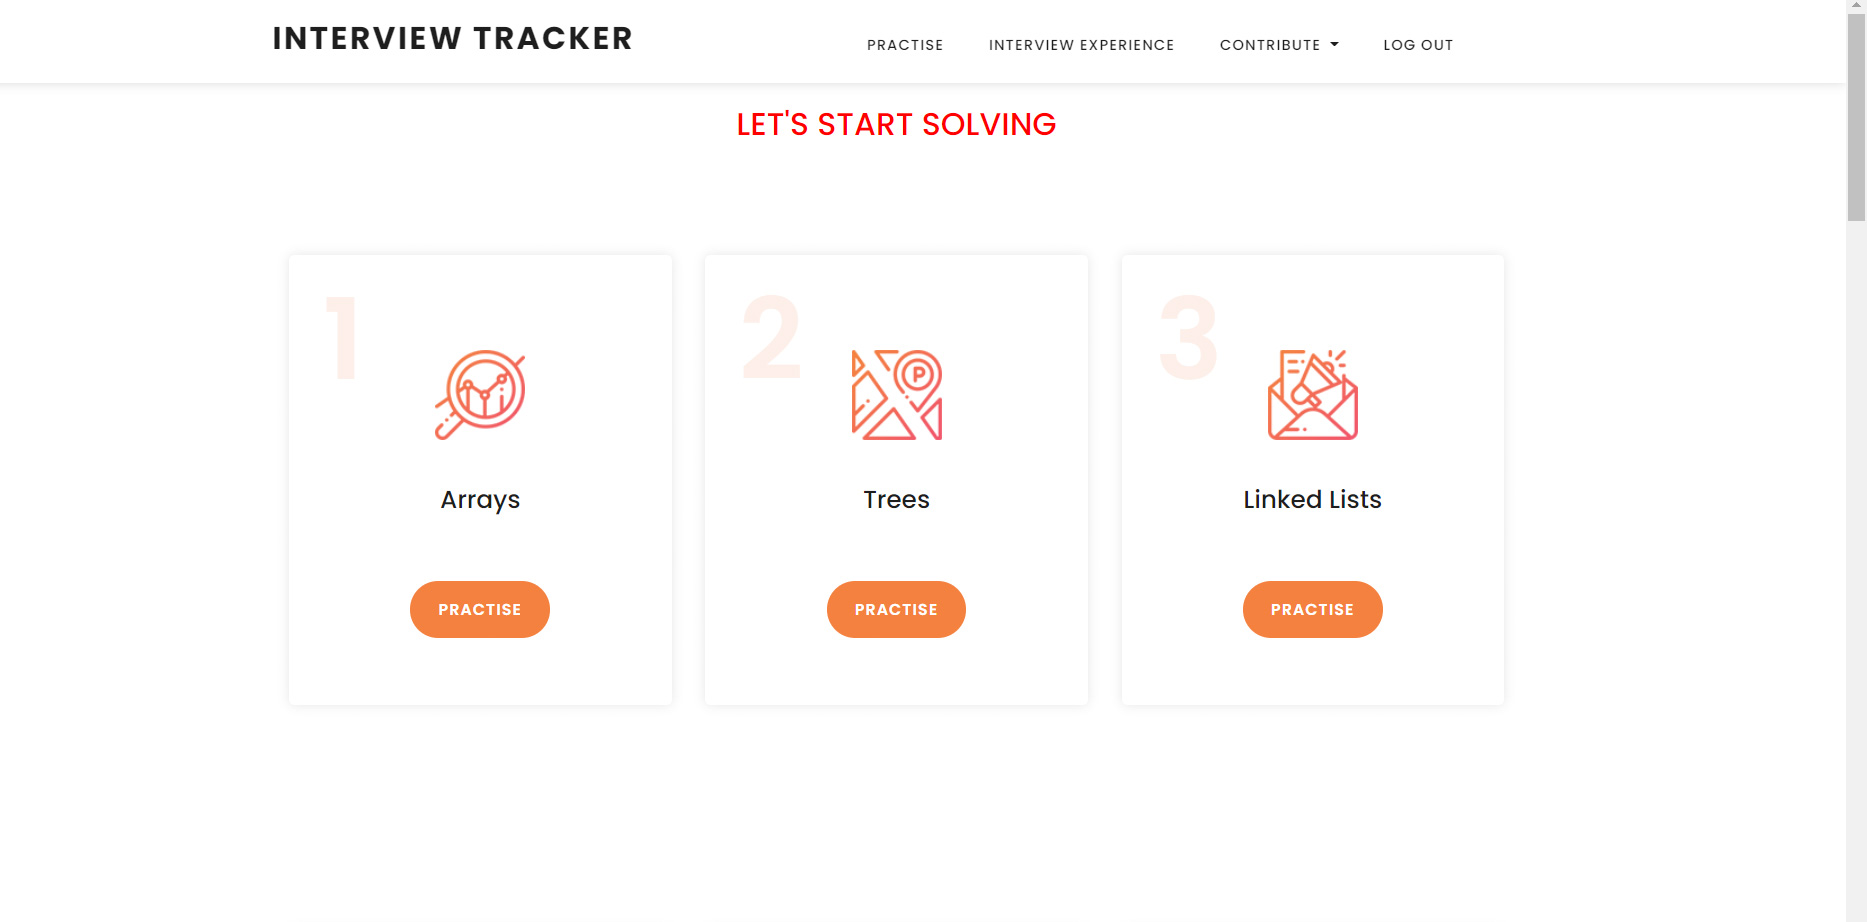 INTERVIEW TRACKER
PRACTISE INTERVIEW EXPERIENCE CONTRIBUTE LOG OUT
LET'S START SOLVING
1 2 3
P
Arrays Trees Linked Lists
PRACTISE PRACTISE PRACTISE